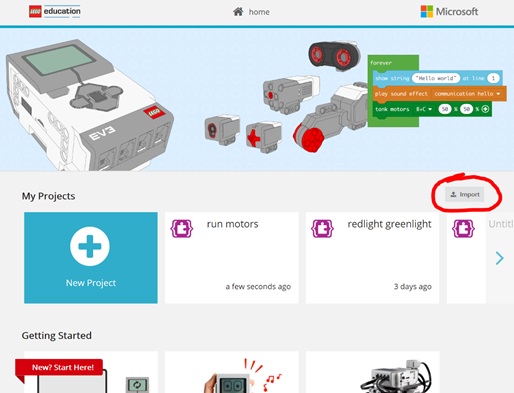 LEGO education
home
Microsoft
EV3
LEGO
forever
show string "Hello world" at line 1
play sound effect communication hello
tank motors B+C 50 % 50 %
My Projects
Import
run motors
redlight greenlight
Untitl
New Project
a few seconds ago
3 days ago
Getting Started
New? Start Here!